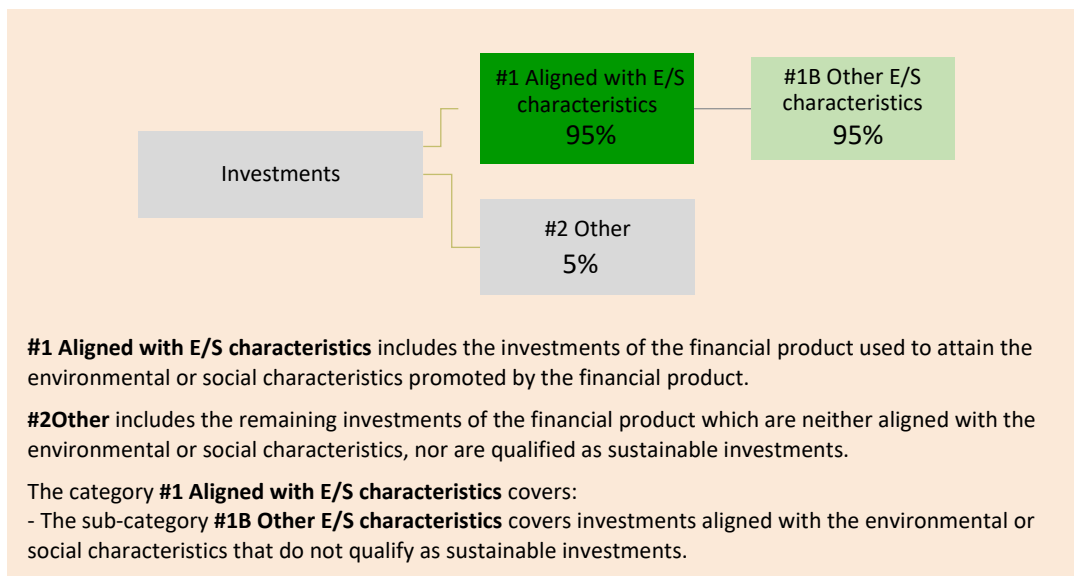 #1 Aligned with E/S
characteristics
95%
#1B Other E/S
characteristics
95%
Investments
#2 Other
5%
#1 Aligned with E/S characteristics includes the investments of the financial product used to attain the
environmental or social characteristics promoted by the financial product.
#2Other includes the remaining investments of the financial product which are neither aligned with the
environmental or social characteristics, nor are qualified as sustainable investments.
The category #1 Aligned with E/S characteristics covers:
- The sub-category #1B Other E/S characteristics covers investments aligned with the environmental or
social characteristics that do not qualify as sustainable investments.